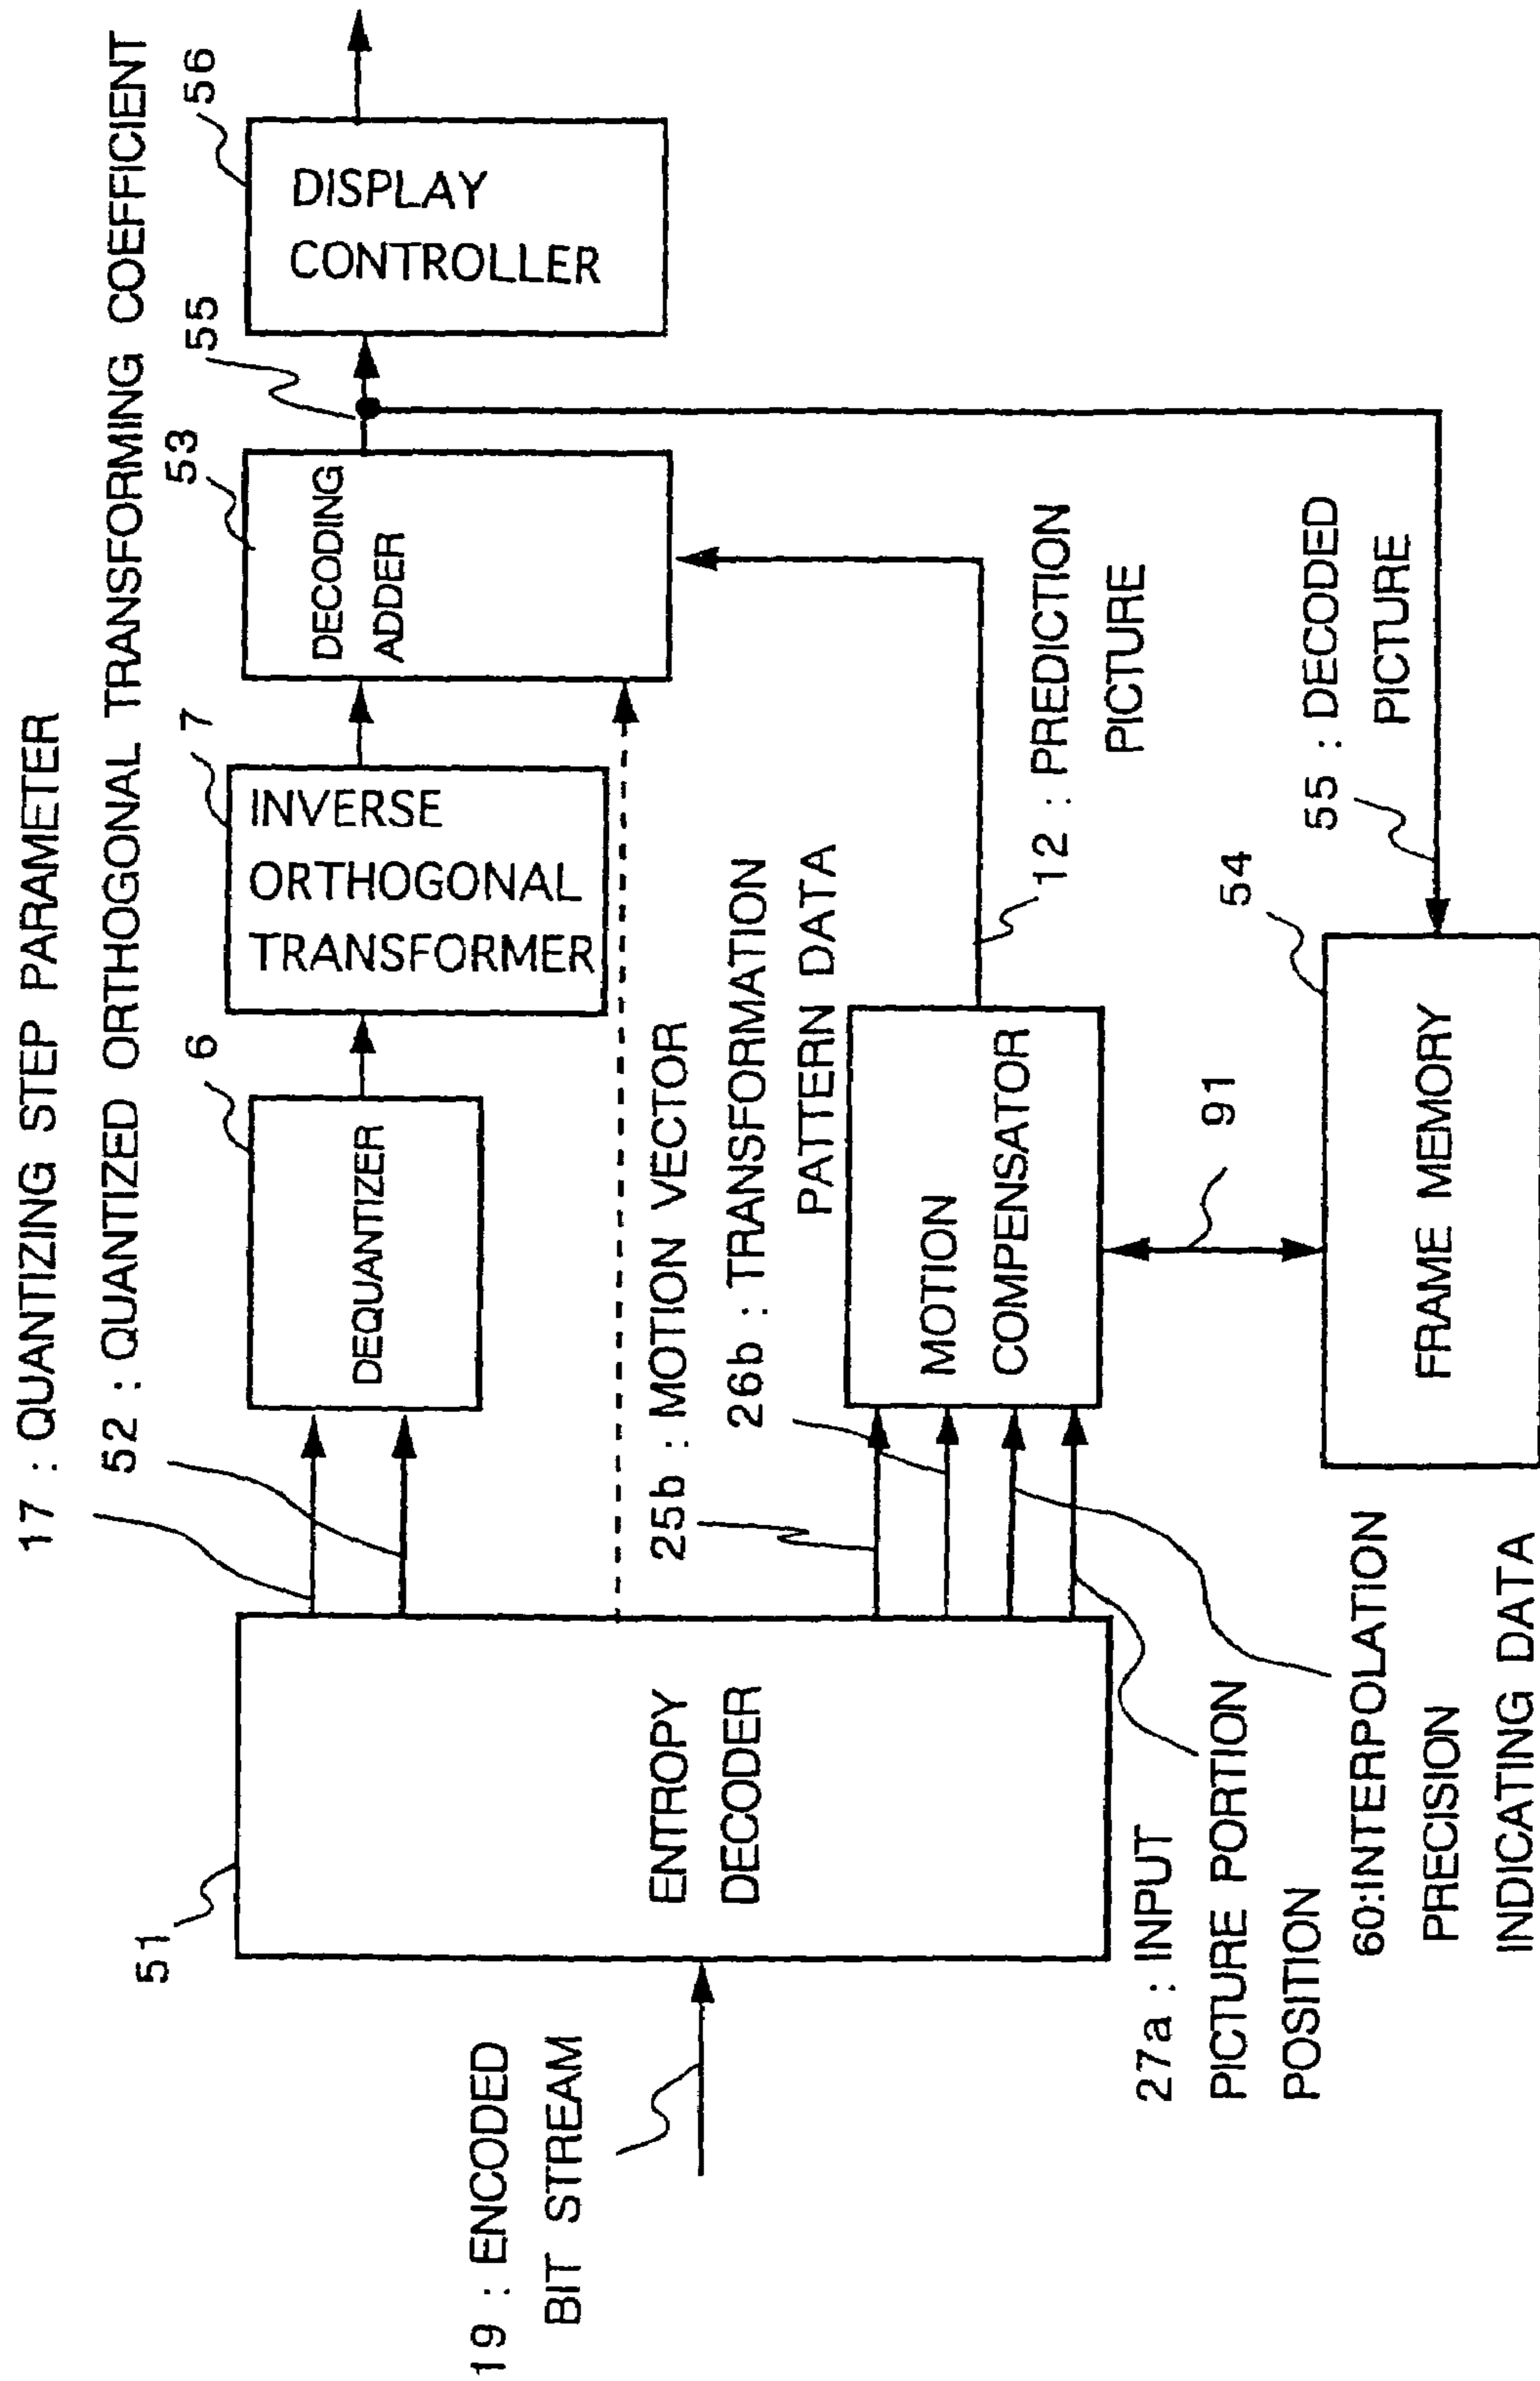 17 : QUANTIZING STEP PARAMETER
52 : QUANTIZED ORTHOGONAL TRANSFORMING COEFFICIENT
51
6
7
53
55
56
DEQUANTIZER
INVERSE
ORTHOGONAL
TRANSFORMER
DECODING
ADDER
DISPLAY
CONTROLLER
19 : ENCODED
BIT STREAM
ENTROPY
DECODER
25b : MOTION VECTOR
26b : TRANSFORMATION
PATTERN DATA
MOTION
COMPENSATOR
12 : PREDICTION
PICTURE
27a : INPUT
PICTURE PORTION
POSITION
60:INTERPOLATION
PRECISION
INDICATING DATA
91
54
55 : DECODED
PICTURE
FRAME MEMORY